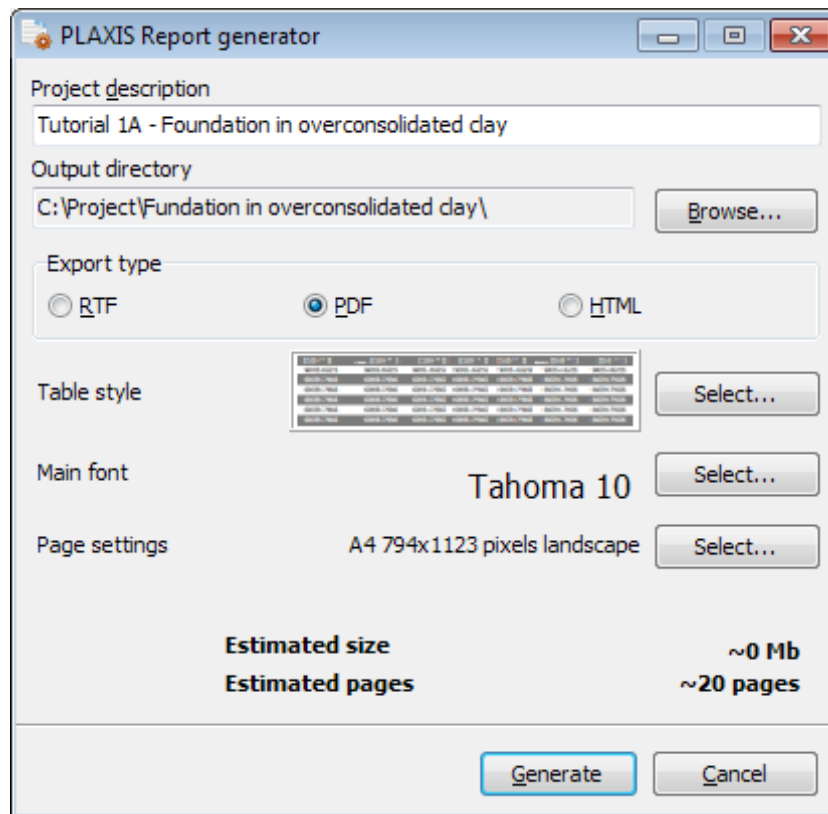 PLAXIS Report generator
Project description
Tutorial 1A - Foundation in overconsolidated clay
Output directory
C:\Project\Fundation in overconsolidated clay\
Browse...
Export type
RTF PDF HTML
Table style
Select...
Main font
Tahoma 10
Select...
Page settings
A4 794x1123 pixels landscape
Select...
Estimated size ~0 Mb
Estimated pages ~20 pages
Generate Cancel